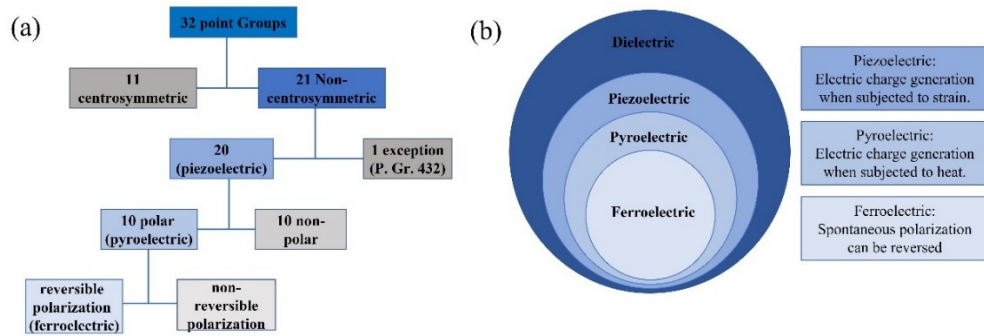 (a)
32 point Groups
11
centrosymmetric
21 Non-
centrosymmetric
20
(piezoelectric)
1 exception
(P. Gr. 432)
10 polar
(pyroelectric)
10 non-
polar
reversible
polarization
(ferroelectric)
non-
reversible
polarization
(b)
Dielectric
Piezoelectric
Pyroelectric
Ferroelectric
Piezoelectric:
Electric charge generation
when subjected to strain.
Pyroelectric:
Electric charge generation
when subjected to heat.
Ferroelectric:
Spontaneous polarization
can be reversed